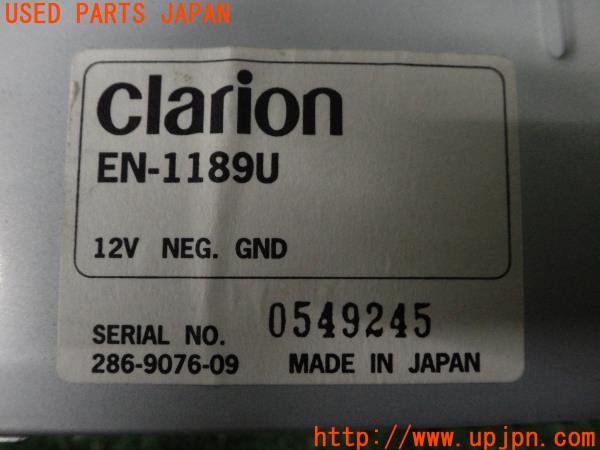 USED PARTS JAPAN
clarion
EN-1189U
12V NEG. GND
SERIAL NO. 0549245
286-9076-09 MADE IN JAPAN
http://www.upjpn.com/